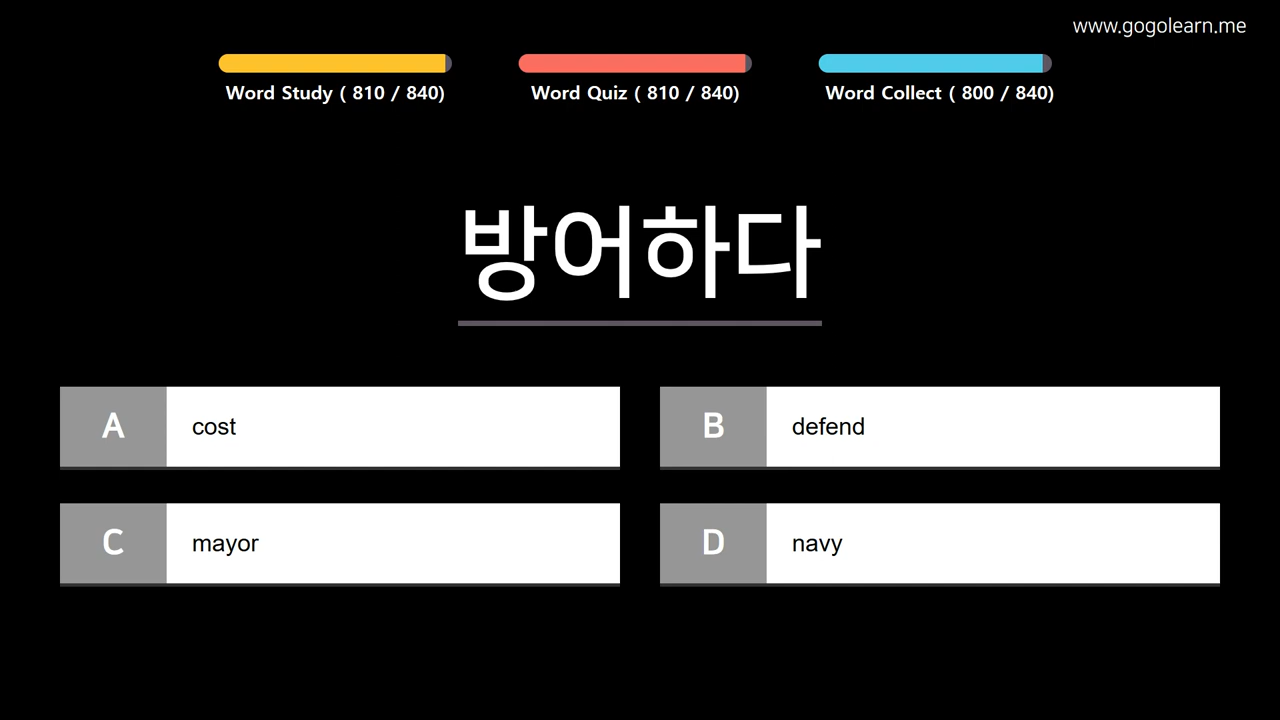 www.gogolearn.me
Word Study ( 810 / 840)
Word Quiz ( 810 / 840)
Word Collect ( 800 / 840)
방어하다
A cost
B defend
C mayor
D navy